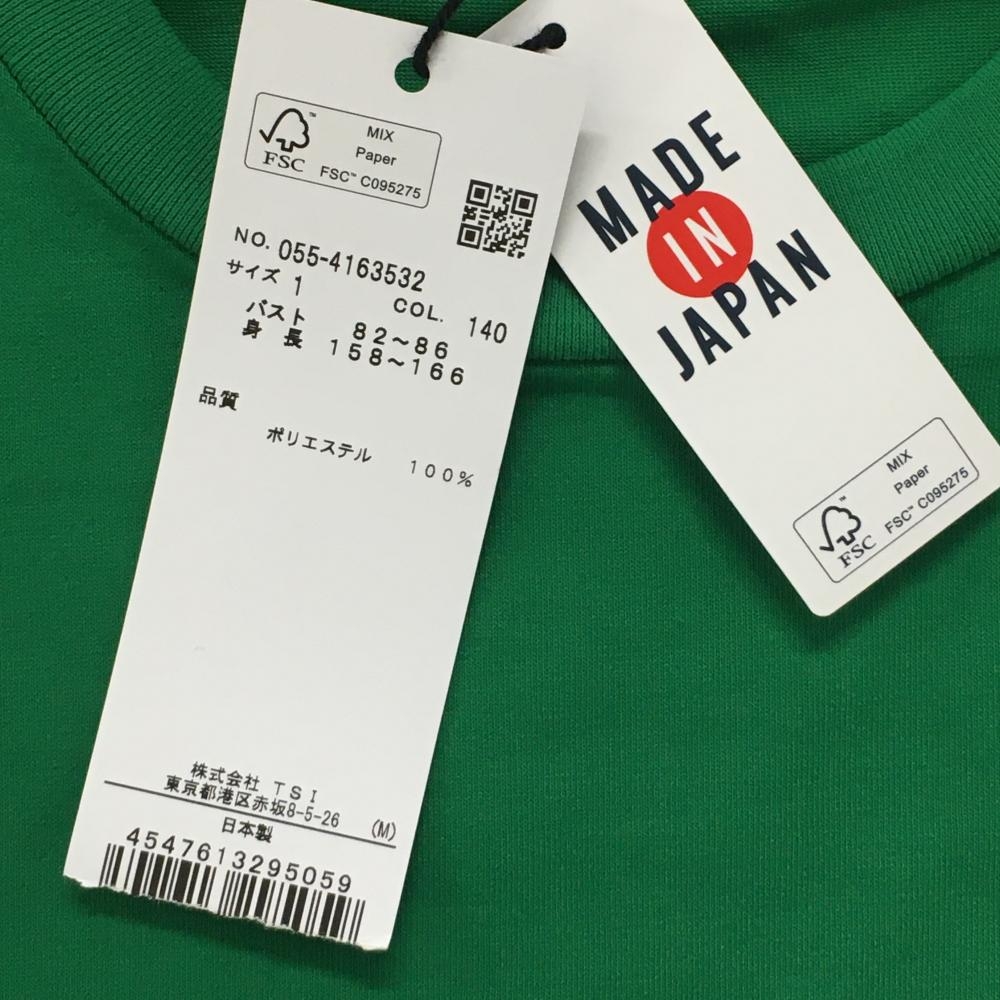 FSC
MIX
Paper
FSC™ C095275
NO. 055-4163532
サイズ 1
COL. 140
バスト 82～86
身長 158～166
品質
ポリエステル 100%
株式会社 TSI
東京都港区赤坂8-5-26 (M)
日本製
4547613295059
MADE
IN
JAPAN
FSC
MIX
Paper
FSC™ C095275